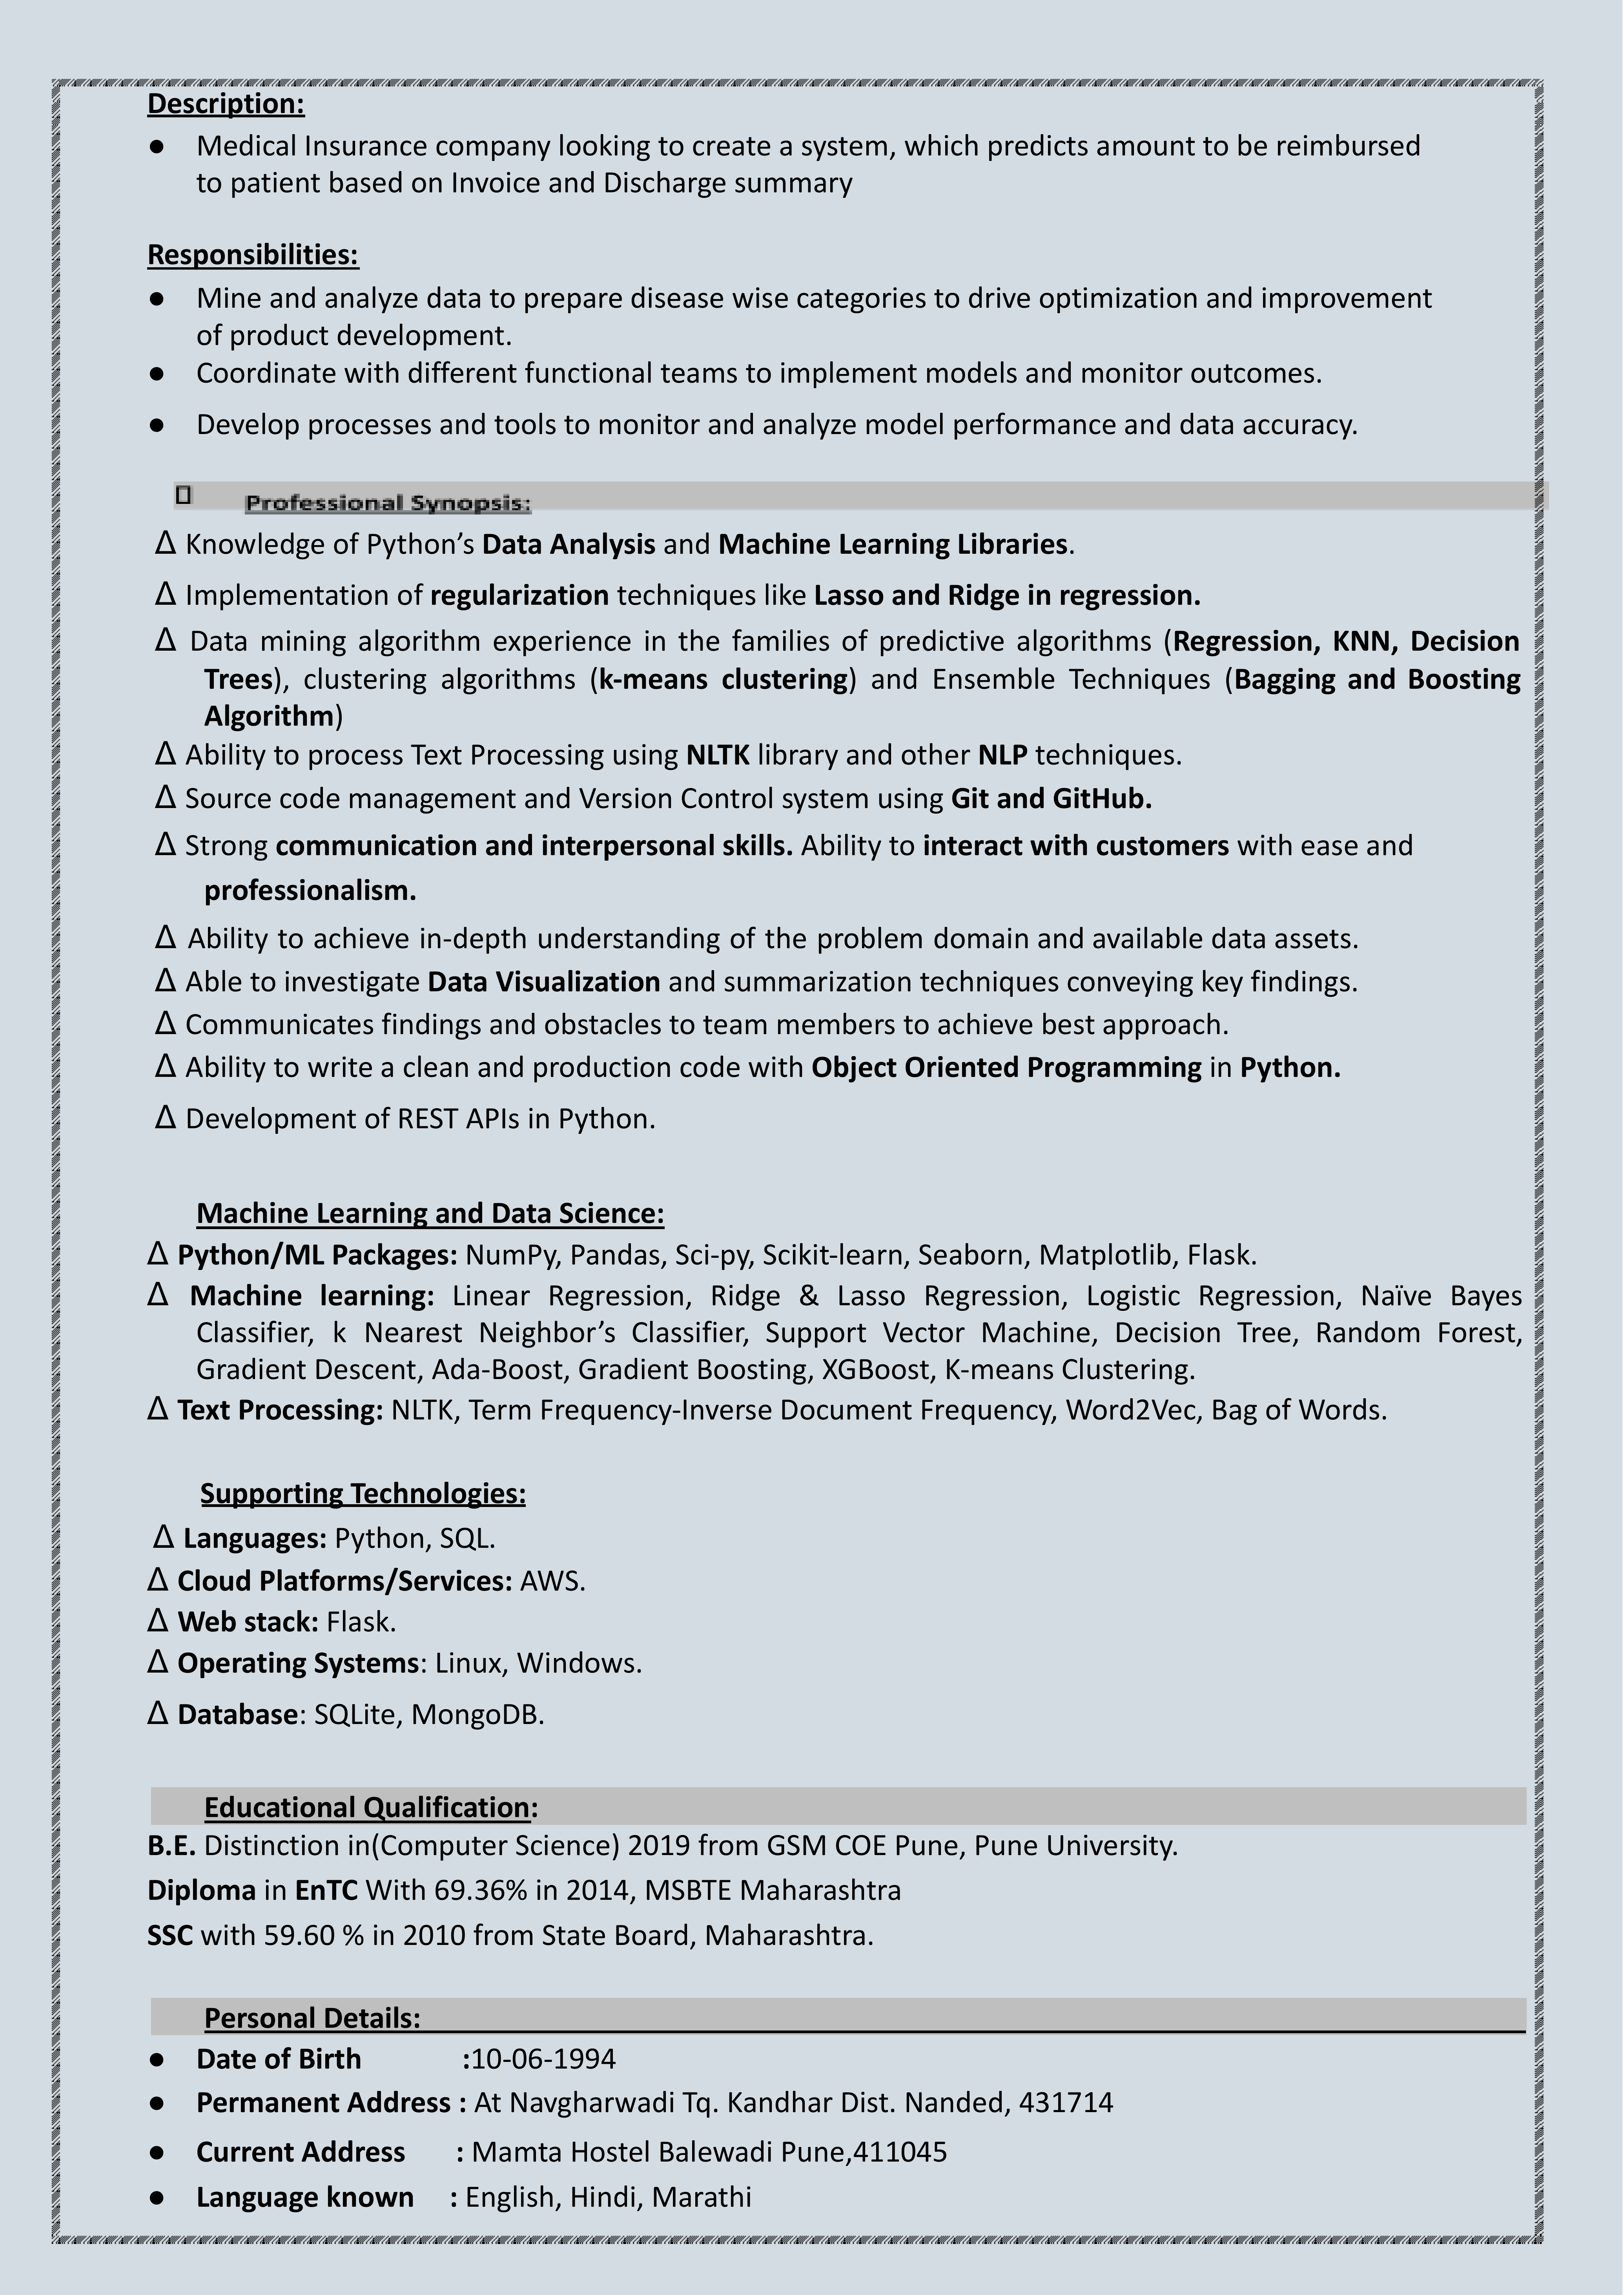 Description:
● Medical Insurance company looking to create a system, which predicts amount to be reimbursed
to patient based on Invoice and Discharge summary
Responsibilities:
● Mine and analyze data to prepare disease wise categories to drive optimization and improvement
of product development.
● Coordinate with different functional teams to implement models and monitor outcomes.
● Develop processes and tools to monitor and analyze model performance and data accuracy.
Professional Synopsis:
Δ Knowledge of Python’s Data Analysis and Machine Learning Libraries.
Δ Implementation of regularization techniques like Lasso and Ridge in regression.
Δ Data mining algorithm experience in the families of predictive algorithms (Regression, KNN, Decision
Trees), clustering algorithms (k-means clustering) and Ensemble Techniques (Bagging and Boosting
Algorithm)
Δ Ability to process Text Processing using NLTK library and other NLP techniques.
Δ Source code management and Version Control system using Git and GitHub.
Δ Strong communication and interpersonal skills. Ability to interact with customers with ease and
professionalism.
Δ Ability to achieve in-depth understanding of the problem domain and available data assets.
Δ Able to investigate Data Visualization and summarization techniques conveying key findings.
Δ Communicates findings and obstacles to team members to achieve best approach.
Δ Ability to write a clean and production code with Object Oriented Programming in Python.
Δ Development of REST APIs in Python.
Machine Learning and Data Science:
Δ Python/ML Packages: NumPy, Pandas, Sci-py, Scikit-learn, Seaborn, Matplotlib, Flask.
Δ Machine learning: Linear Regression, Ridge & Lasso Regression, Logistic Regression, Naïve Bayes
Classifier, k Nearest Neighbor’s Classifier, Support Vector Machine, Decision Tree, Random Forest,
Gradient Descent, Ada-Boost, Gradient Boosting, XGBoost, K-means Clustering.
Δ Text Processing: NLTK, Term Frequency-Inverse Document Frequency, Word2Vec, Bag of Words.
Supporting Technologies:
Δ Languages: Python, SQL.
Δ Cloud Platforms/Services: AWS.
Δ Web stack: Flask.
Δ Operating Systems: Linux, Windows.
Δ Database: SQLite, MongoDB.
Educational Qualification:
B.E. Distinction in(Computer Science) 2019 from GSM COE Pune, Pune University.
Diploma in EnTC With 69.36% in 2014, MSBTE Maharashtra
SSC with 59.60 % in 2010 from State Board, Maharashtra.
Personal Details:
● Date of Birth :10-06-1994
● Permanent Address : At Navgharwadi Tq. Kandhar Dist. Nanded, 431714
● Current Address : Mamta Hostel Balewadi Pune,411045
● Language known : English, Hindi, Marathi